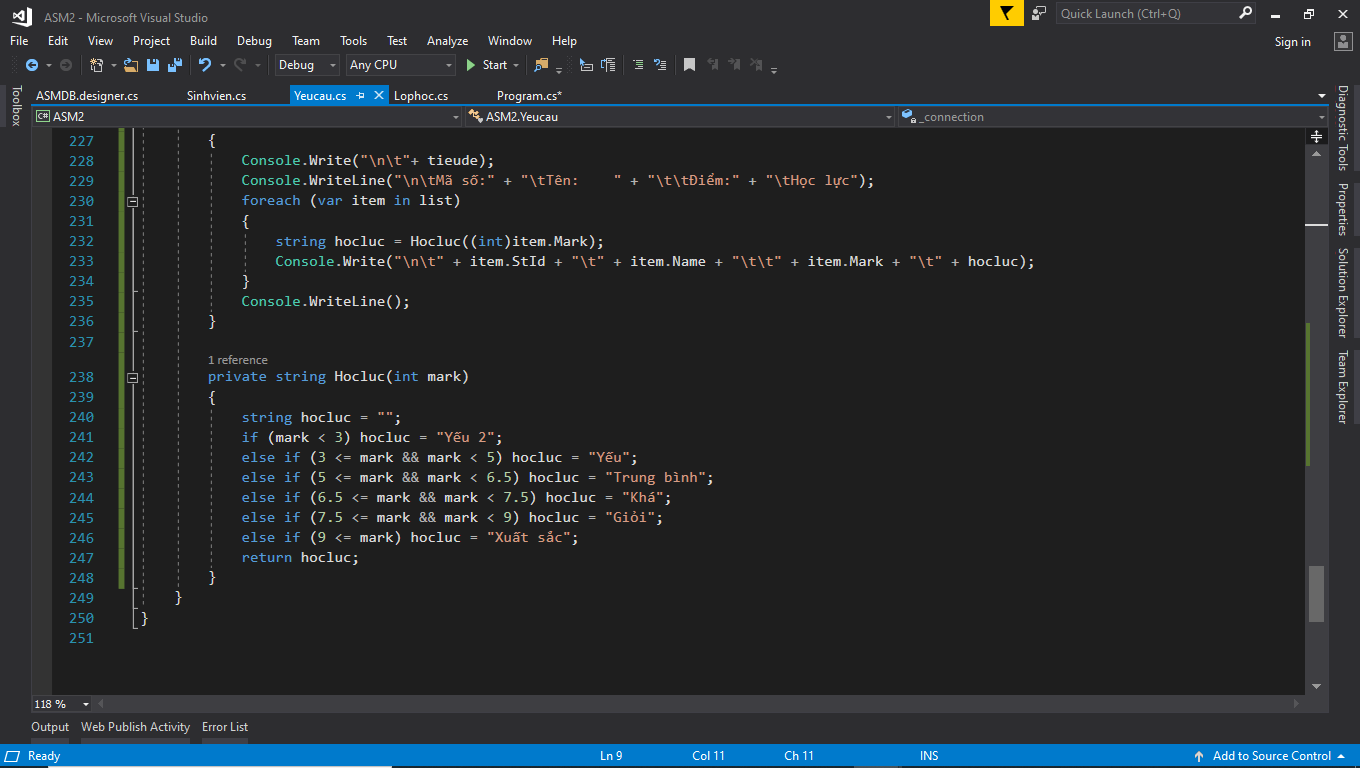 ASM2 - Microsoft Visual Studio
Quick Launch (Ctrl+Q)
File Edit View Project Build Debug Team Tools Test Analyze Window Help
Sign in
Debug Any CPU Start
Toolbox
ASMDB.designer.cs Sinhvien.cs Yeucau.cs Lophoc.cs Program.cs*
C# ASM2 ASM2.Yeucau _connection
227 {
228 Console.Write("\n\t"+ tieude);
229 Console.WriteLine("\n\tMã số:" + "\tTên:    " + "\t\tĐiểm:" + "\tHọc lực");
230 foreach (var item in list)
231 {
232 string hocluc = Hocluc((int)item.Mark);
233 Console.Write("\n\t" + item.StId + "\t" + item.Name + "\t\t" + item.Mark + "\t" + hocluc);
234 }
235 Console.WriteLine();
236 }
237
1 reference
238 private string Hocluc(int mark)
239 {
240 string hocluc = "";
241 if (mark < 3) hocluc = "Yếu 2";
242 else if (3 <= mark && mark < 5) hocluc = "Yếu";
243 else if (5 <= mark && mark < 6.5) hocluc = "Trung bình";
244 else if (6.5 <= mark && mark < 7.5) hocluc = "Khá";
245 else if (7.5 <= mark && mark < 9) hocluc = "Giỏi";
246 else if (9 <= mark) hocluc = "Xuất sắc";
247 return hocluc;
248 }
249 }
250 }
251
Diagnostic Tools
Properties
Solution Explorer
Team Explorer
118 %
Output Web Publish Activity Error List
Ready Ln 9 Col 11 Ch 11 INS Add to Source Control